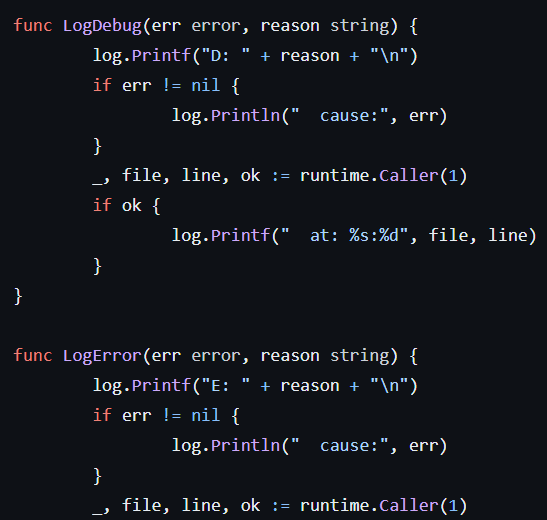 func LogDebug(err error, reason string) {
        log.Printf("D: " + reason + "\n")
        if err != nil {
                log.Println("  cause:", err)
        }
        _, file, line, ok := runtime.Caller(1)
        if ok {
                log.Printf("  at: %s:%d", file, line)
        }
}

func LogError(err error, reason string) {
        log.Printf("E: " + reason + "\n")
        if err != nil {
                log.Println("  cause:", err)
        }
        _, file, line, ok := runtime.Caller(1)